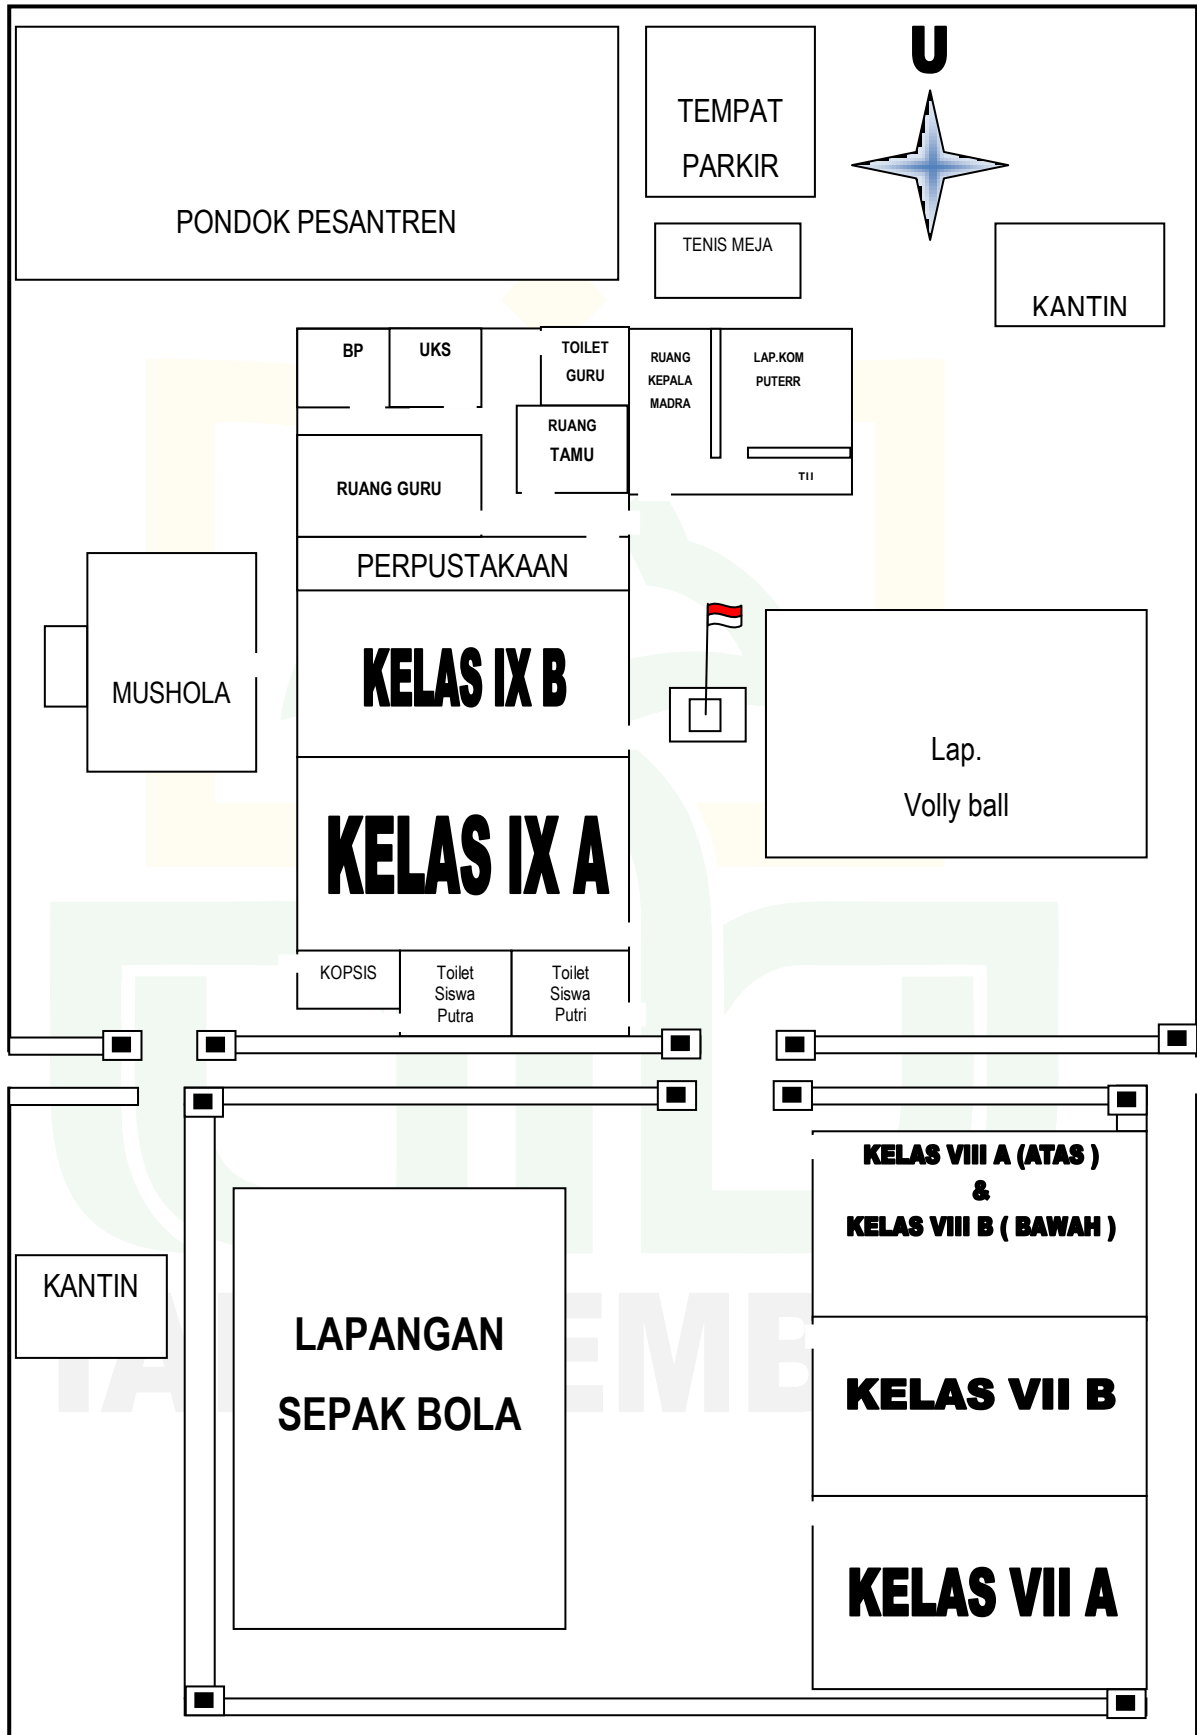 U
TEMPAT
PARKIR
PONDOK PESANTREN
TENIS MEJA
KANTIN
BP
UKS
TOILET
GURU
RUANG
KEPALA
MADRA
LAP.KOM
PUTERR
RUANG
TAMU
RUANG GURU
PERPUSTAKAAN
MUSHOLA
KELAS IX B
Lap.
Volly ball
KELAS IX A
KOPSIS
Toilet
Siswa
Putra
Toilet
Siswa
Putri
KELAS VIII A (ATAS )
&
KELAS VIII B ( BAWAH )
KANTIN
LAPANGAN
SEPAK BOLA
KELAS VII B
KELAS VII A